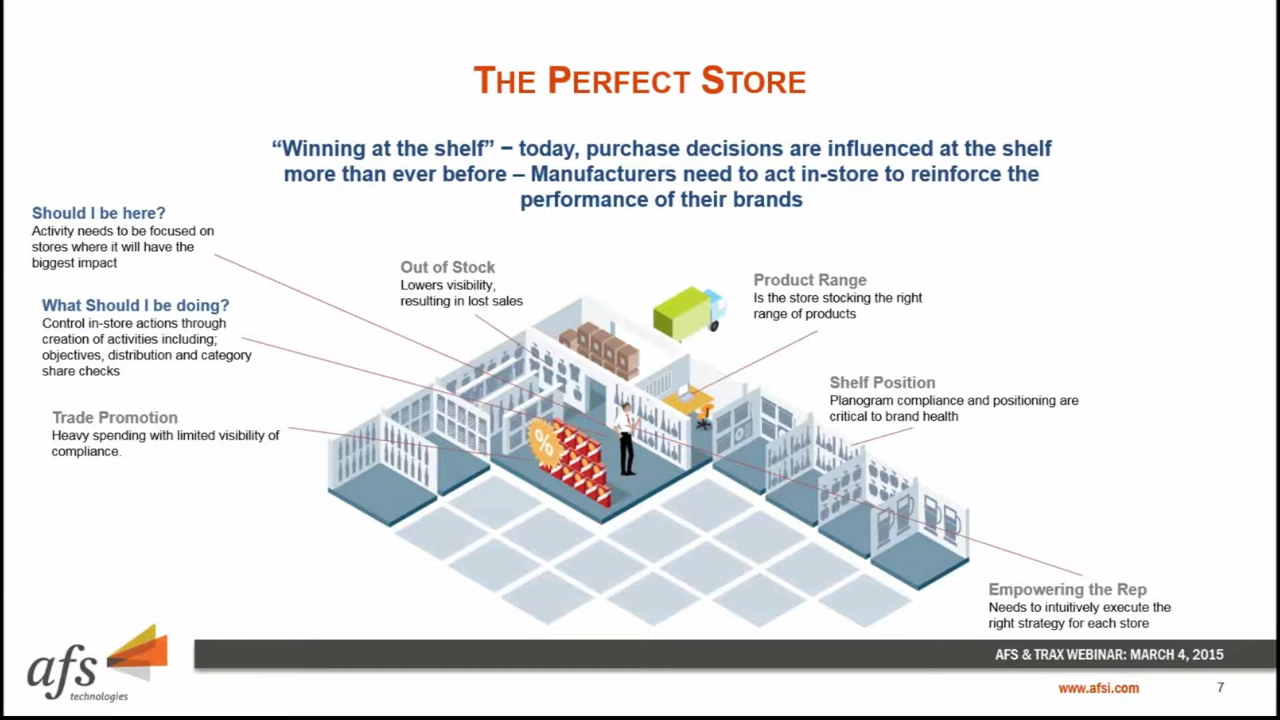 THE PERFECT STORE
“Winning at the shelf” – today, purchase decisions are influenced at the shelf
more than ever before – Manufacturers need to act in-store to reinforce the
performance of their brands
Should I be here?
Activity needs to be focused on
stores where it will have the
biggest impact
What Should I be doing?
Control in-store actions through
creation of activities including;
objectives, distribution and category
share checks
Trade Promotion
Heavy spending with limited visibility of
compliance.
Out of Stock
Lowers visibility,
resulting in lost sales
Product Range
Is the store stocking the right
range of products
Shelf Position
Planogram compliance and positioning are
critical to brand health
%
Empowering the Rep
Needs to intuitively execute the
right strategy for each store
afs
technologies
AFS & TRAX WEBINAR: MARCH 4, 2015
www.afsi.com
7